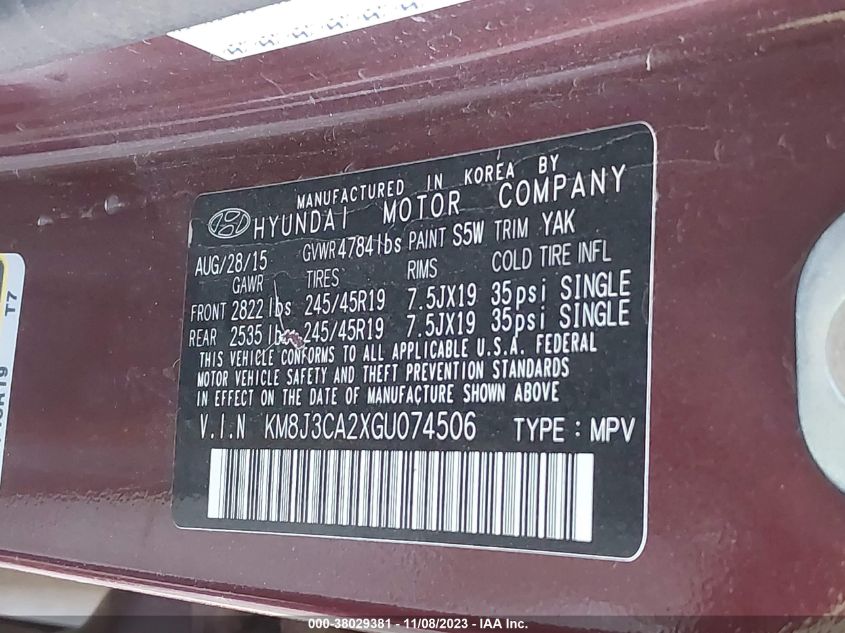 MANUFACTURED IN KOREA BY
HYUNDAI MOTOR COMPANY
AUG/28/15 GVWR 4784lbs PAINT S5W TRIM YAK
GAWR TIRES RIMS COLD TIRE INFL
FRONT 2822 lbs 245/45R19 7.5JX19 35psi SINGLE
REAR 2535 lbs 245/45R19 7.5JX19 35psi SINGLE
THIS VEHICLE CONFORMS TO ALL APPLICABLE U.S.A. FEDERAL
MOTOR VEHICLE SAFETY AND THEFT PREVENTION STANDARDS
IN EFFECT ON THE DATE OF MANUFACTURE SHOWN ABOVE
V.I.N KM8J3CA2XGU074506 TYPE : MPV
T7
000-38029381 - 11/08/2023 - IAA Inc.